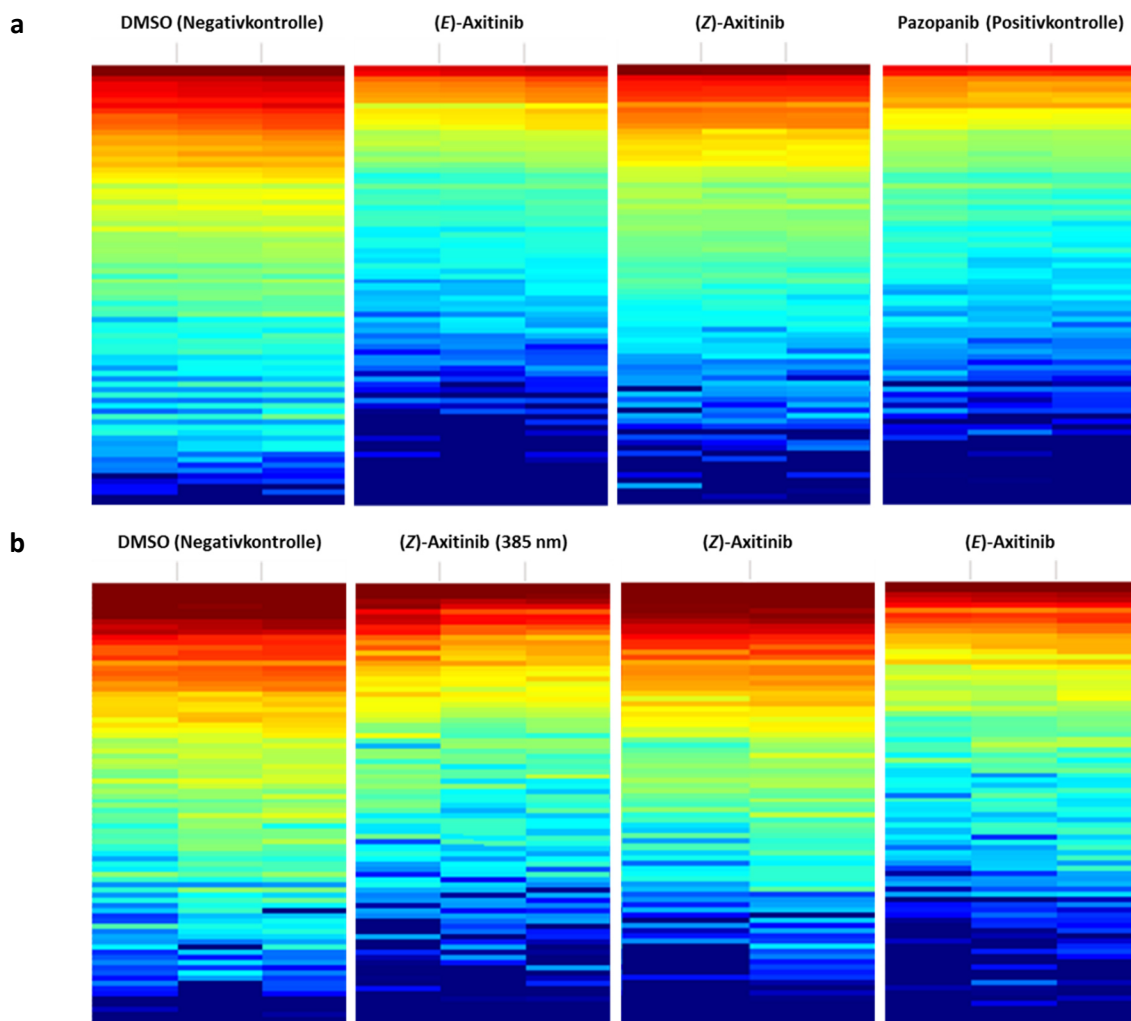 a
DMSO (Negativkontrolle) (E)-Axitinib (Z)-Axitinib Pazopanib (Positivkontrolle)
b
DMSO (Negativkontrolle) (Z)-Axitinib (385 nm) (Z)-Axitinib (E)-Axitinib